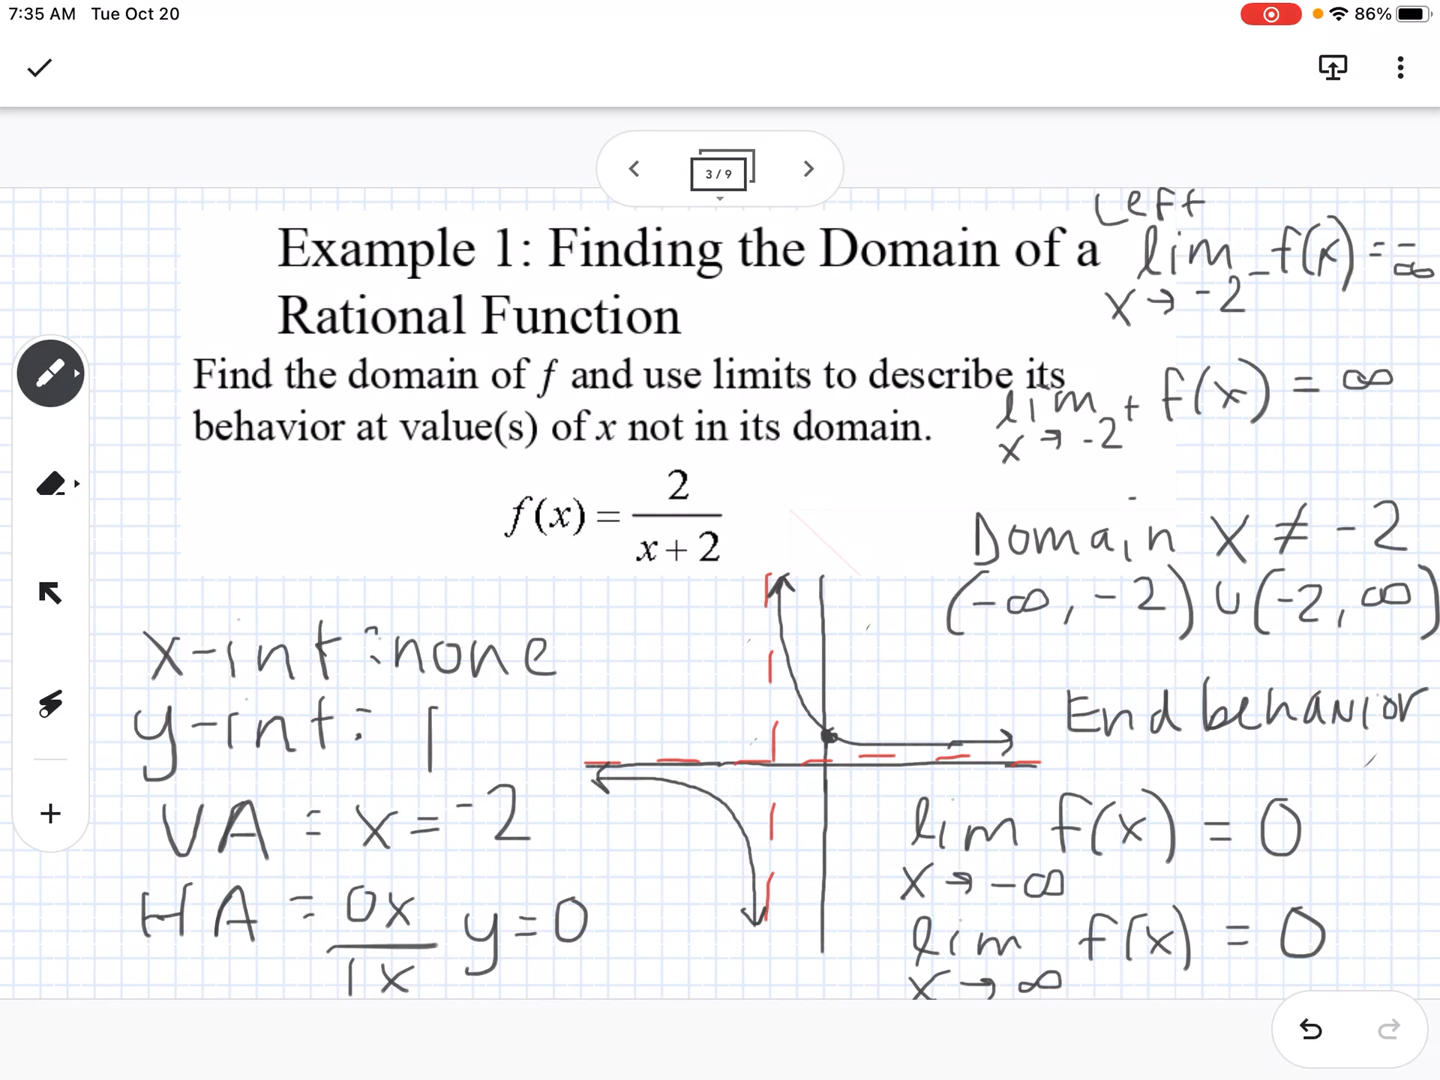 7:35 AM Tue Oct 20
86%
3 / 9
Example 1: Finding the Domain of a
Rational Function
Find the domain of f and use limits to describe its
behavior at value(s) of x not in its domain.
f(x) = 2/(x + 2)
Left
lim f(x) = -∞
x → -2⁻
lim f(x) = ∞
x → -2⁺
Domain x ≠ -2
(-∞, -2) ∪ (-2, ∞)
x-int: none
y-int: 1
VA = x = -2
HA = 0x/1x y = 0
End behavior
lim f(x) = 0
x → -∞
lim f(x) = 0
x → ∞